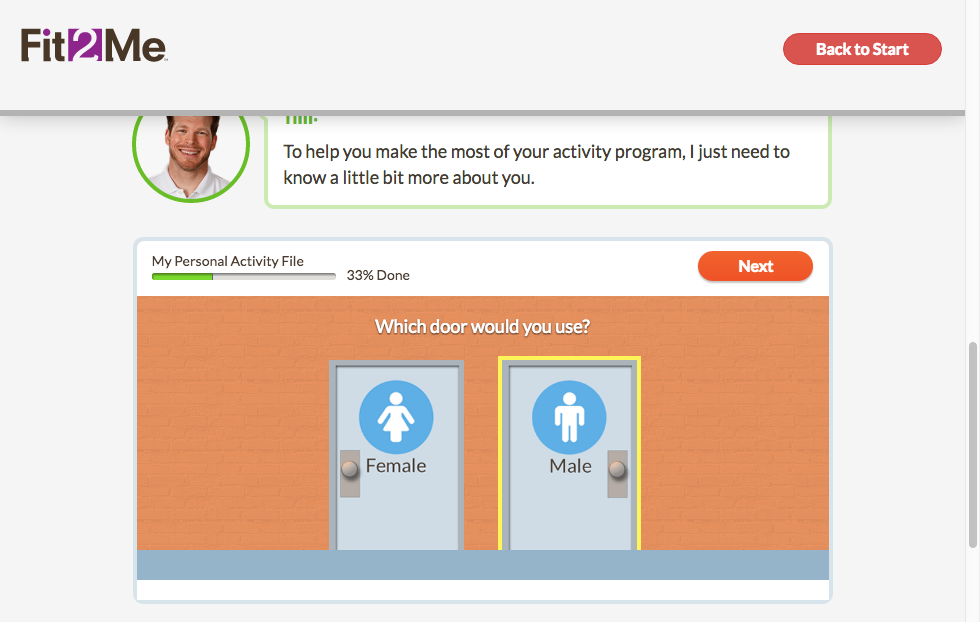 Fit2Me
Back to Start
To help you make the most of your activity program, I just need to
know a little bit more about you.
My Personal Activity File
33% Done
Next
Which door would you use?
Female
Male